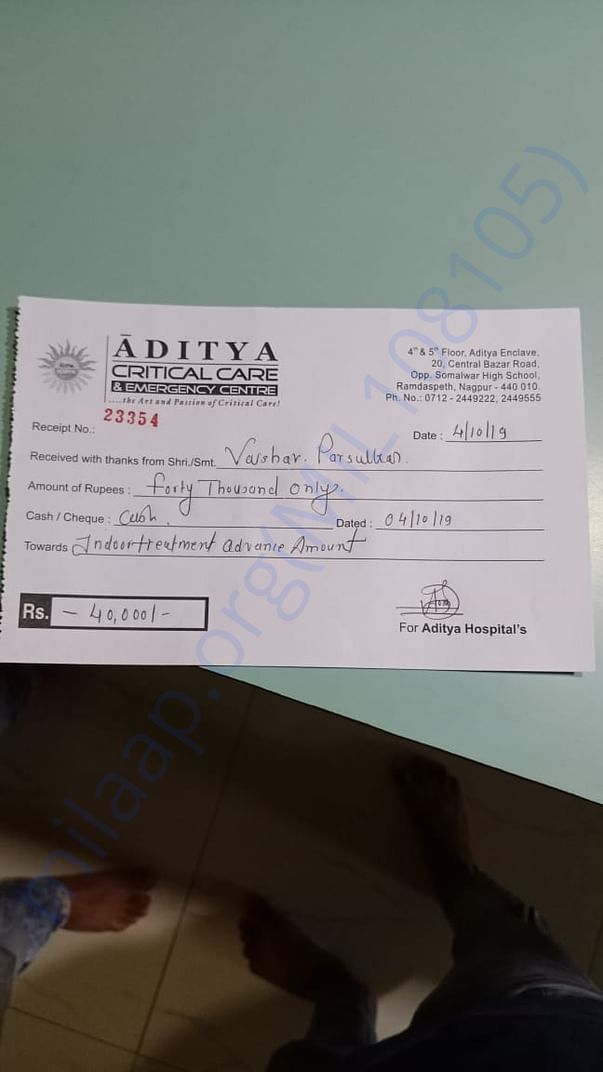 ĀDITYA
CRITICAL CARE
& EMERGENCY CENTRE
....the Art and Passion of Critical Care!
4th & 5th Floor, Aditya Enclave,
20, Central Bazar Road,
Opp. Somalwar High School,
Ramdaspeth, Nagpur - 440 010.
Ph. No.: 0712 - 2449222, 2449555
Receipt No.: 23354
Date : 4/10/19
Received with thanks from Shri./Smt. Vaishar. Parsulkar.
Amount of Rupees : forty Thousand only.
Cash / Cheque : Cash. Dated : 04/10/19
Towards Indoor treatment advance Amount
Rs. - 40,000/-
For Aditya Hospital's
milaap.org(MIL108105)